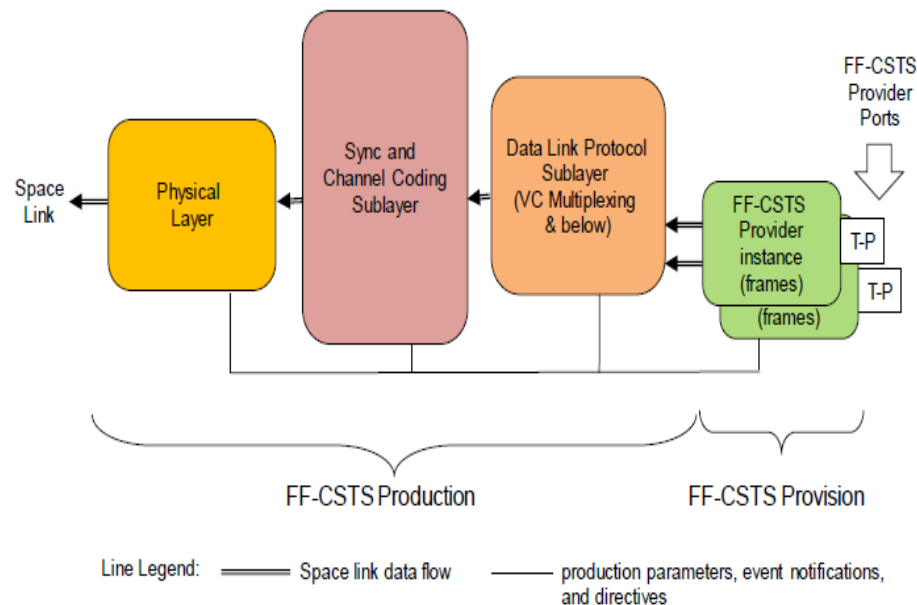 FF-CSTS
Provider
Ports
Space
Link
Physical
Layer
Sync and
Channel Coding
Sublayer
Data Link Protocol
Sublayer
(VC Multiplexing
& below)
FF-CSTS
Provider
instance
(frames)
(frames)
T-P
T-P
FF-CSTS Production
FF-CSTS Provision
Line Legend:
Space link data flow
production parameters, event notifications,
and directives